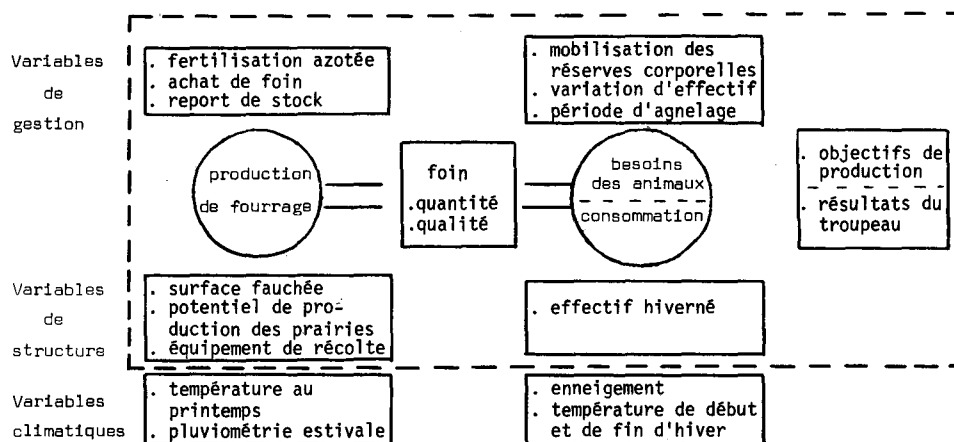 Variables
de
gestion
. fertilisation azotée
. achat de foin
. report de stock
. mobilisation des
réserves corporelles
. variation d'effectif
. période d'agnelage
production
de fourrage
foin
.quantité
.qualité
besoins
des animaux
consommation
. objectifs de
production
. résultats du
troupeau
Variables
de
structure
. surface fauchée
. potentiel de pro-
duction des prairies
. équipement de récolte
. effectif hiverné
Variables
climatiques
. température au
printemps
. pluviométrie estivale
. enneigement
. température de début
et de fin d'hiver